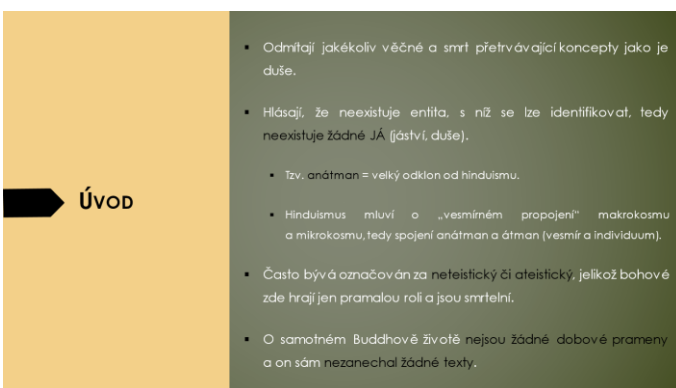 Úvod
▪ Odmítají jakékoliv věčné a smrt přetrvávající koncepty jako je
duše.
▪ Hlásají, že neexistuje entita, s níž se lze identifikovat, tedy
neexistuje žádné JÁ (jáství, duše).
▪ Tzv. anátman = velký odklon od hinduismu.
▪ Hinduismus mluví o „vesmírném propojení" makrokosmu
a mikrokosmu, tedy spojení anátman a átman (vesmír a individuum).
▪ Často bývá označován za neteistický či ateistický, jelikož bohové
zde hrají jen pramalou roli a jsou smrtelní.
▪ O samotném Buddhově životě nejsou žádné dobové prameny
a on sám nezanechal žádné texty.